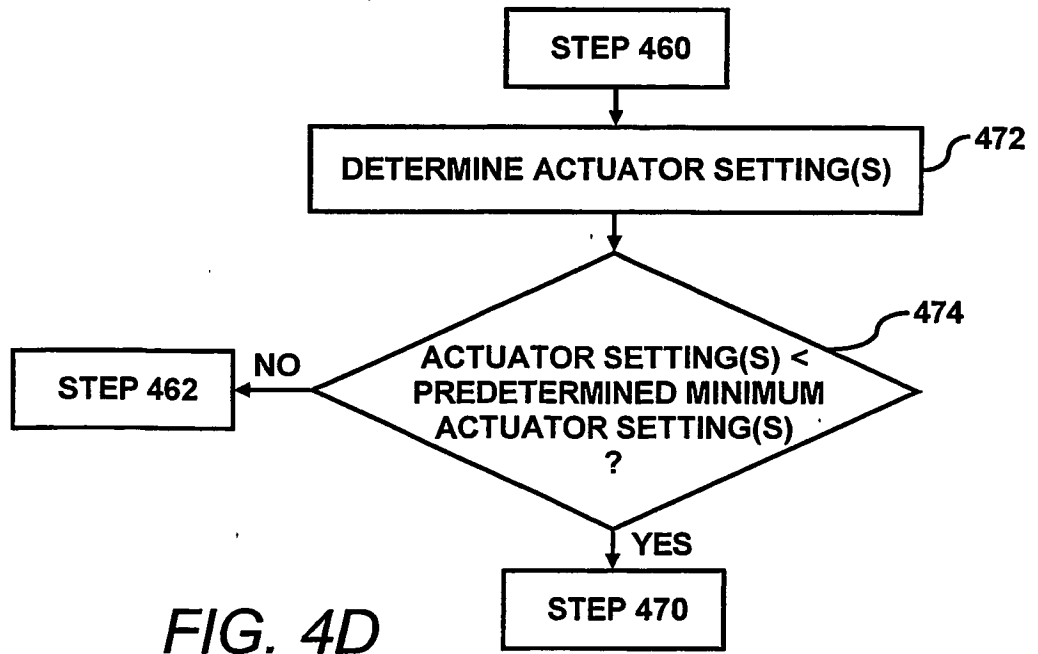 STEP 460
DETERMINE ACTUATOR SETTING(S)
472
474
ACTUATOR SETTING(S) <
PREDETERMINED MINIMUM
ACTUATOR SETTING(S)
?
NO
STEP 462
YES
STEP 470
FIG. 4D